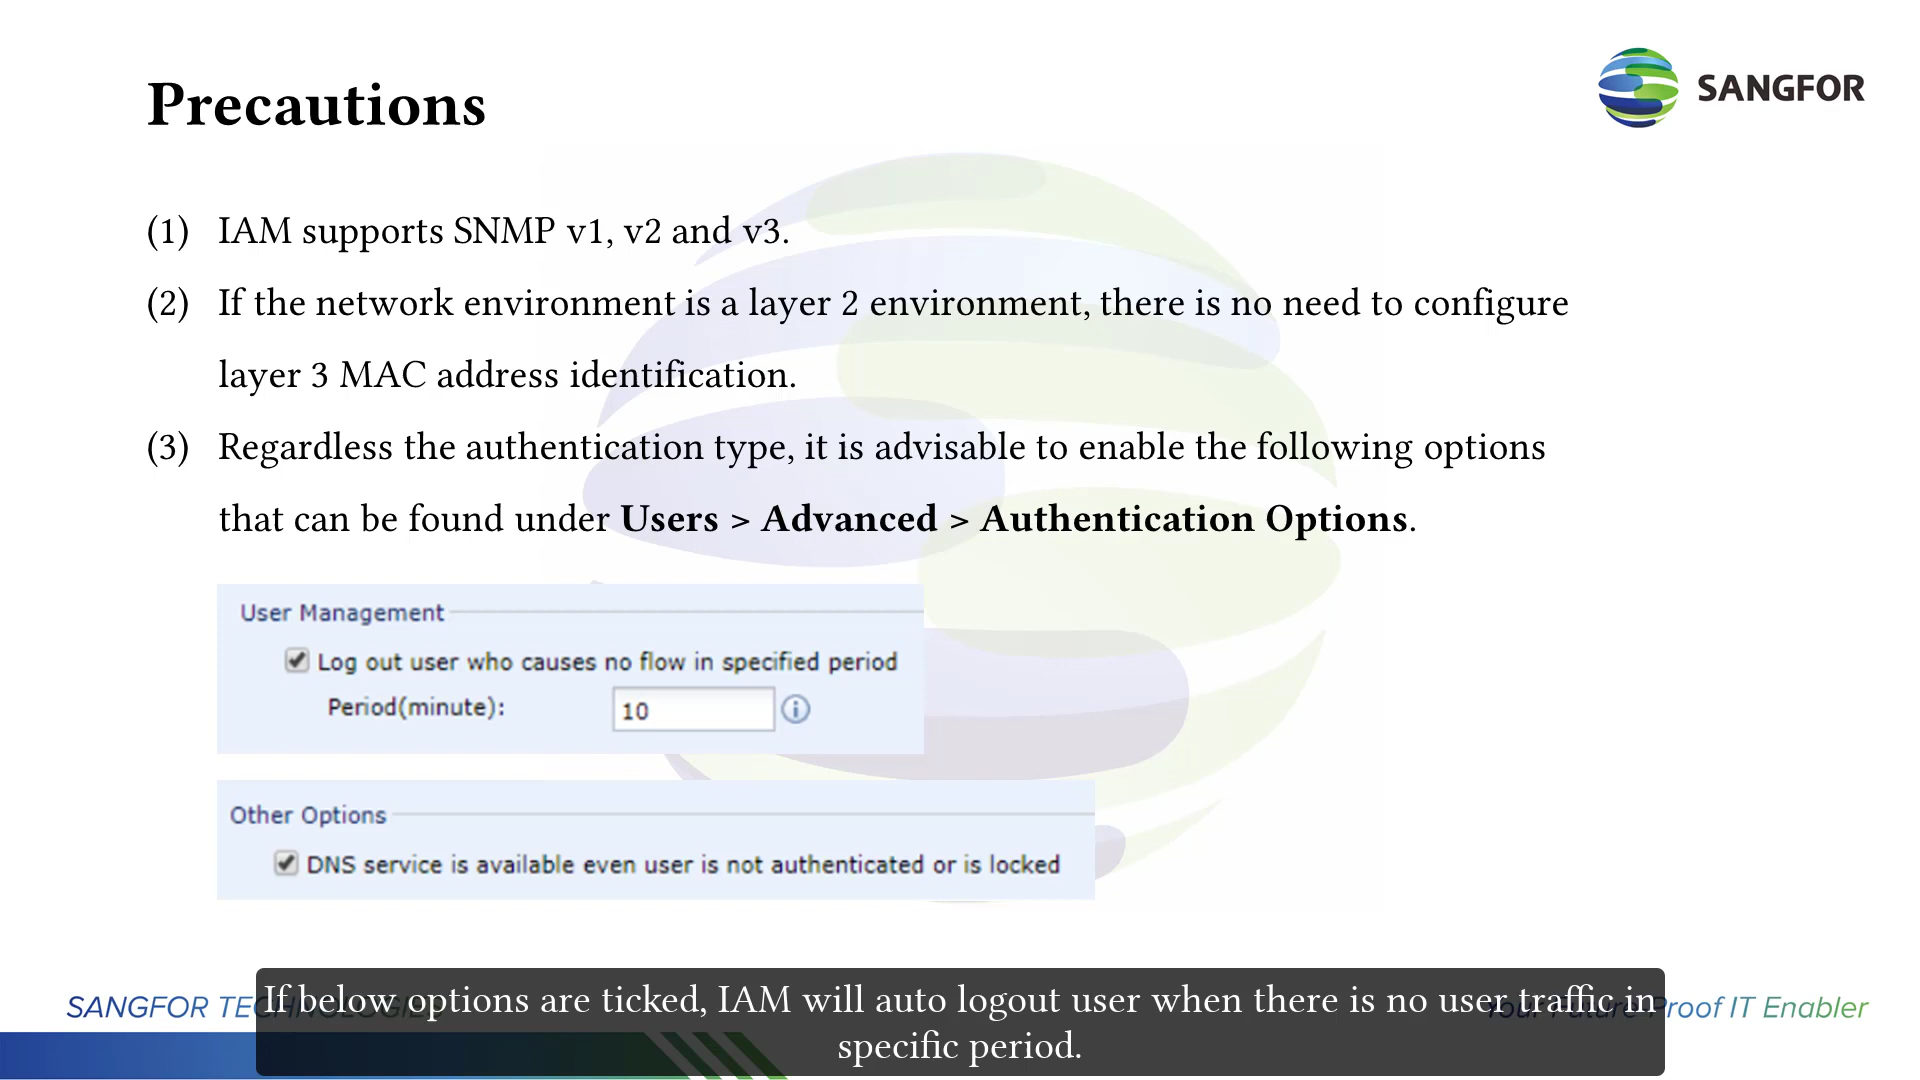 Precautions
SANGFOR
(1) IAM supports SNMP v1, v2 and v3.
(2) If the network environment is a layer 2 environment, there is no need to configure
layer 3 MAC address identification.
(3) Regardless the authentication type, it is advisable to enable the following options
that can be found under Users > Advanced > Authentication Options.
User Management
Log out user who causes no flow in specified period
Period(minute): 10
Other Options
DNS service is available even user is not authenticated or is locked
SANGFOR TECHNOLOGIES
Your Future-Proof IT Enabler
If below options are ticked, IAM will auto logout user when there is no user traffic in
specific period.